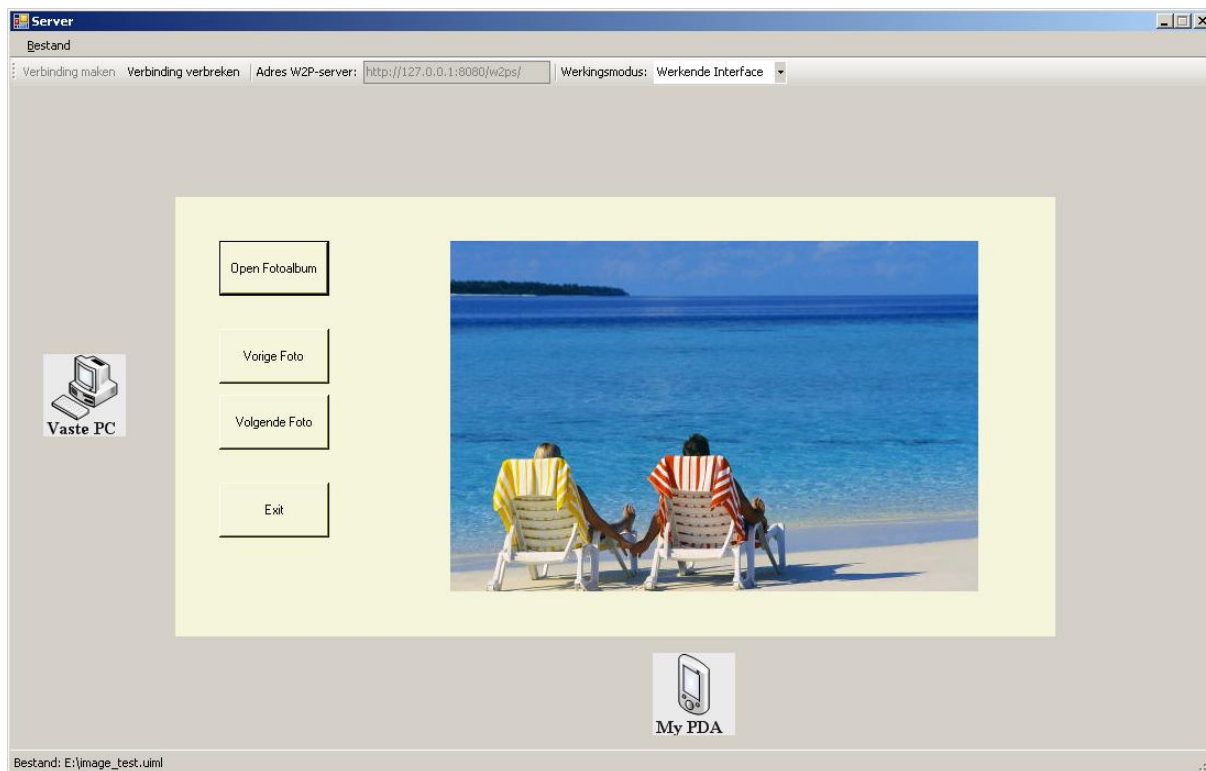 Server
Bestand
Verbinding maken Verbinding verbreken Adres W2P-server: http://127.0.0.1:8080/w2ps/ Werkingsmodus: Werkende Interface
Open Fotoalbum
Vorige Foto
Vaste PC
Volgende Foto
Exit
My PDA
Bestand: E:\image_test.uiml